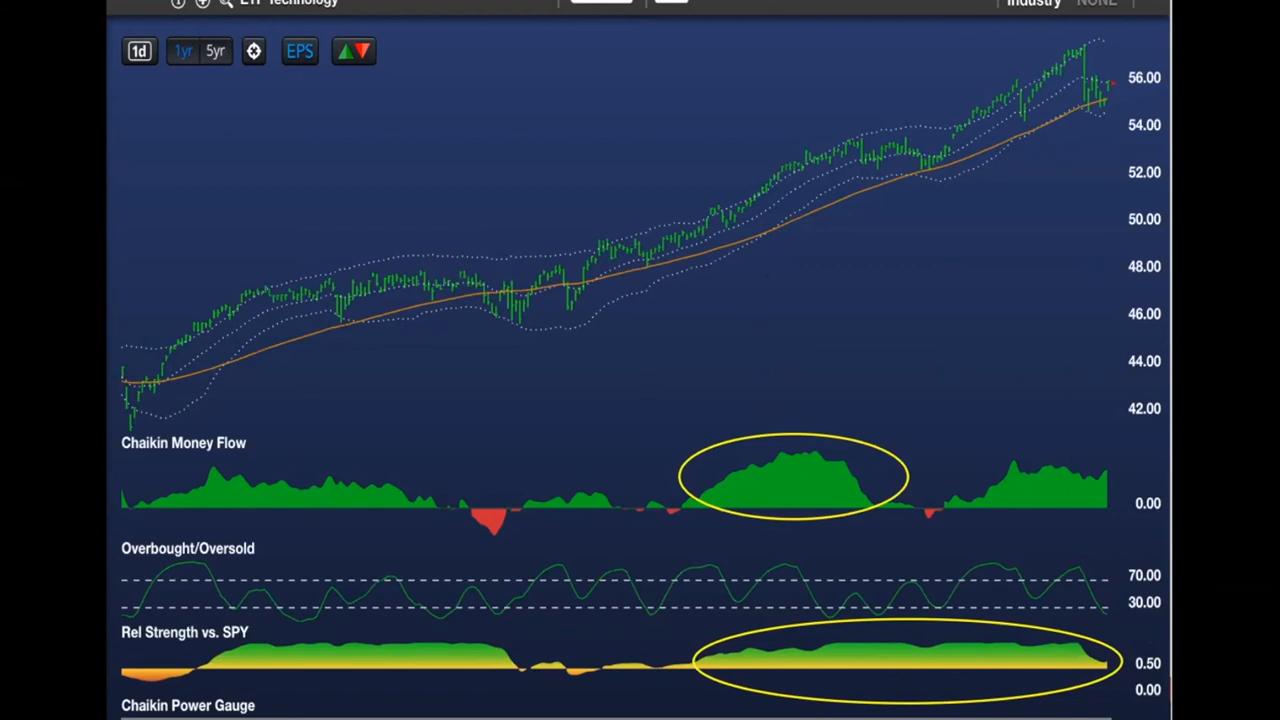 ETF Technology
Industry NONE
1d 1yr 5yr EPS
56.00
54.00
52.00
50.00
48.00
46.00
44.00
42.00
Chaikin Money Flow
0.00
Overbought/Oversold
70.00
30.00
Rel Strength vs. SPY
0.50
0.00
Chaikin Power Gauge